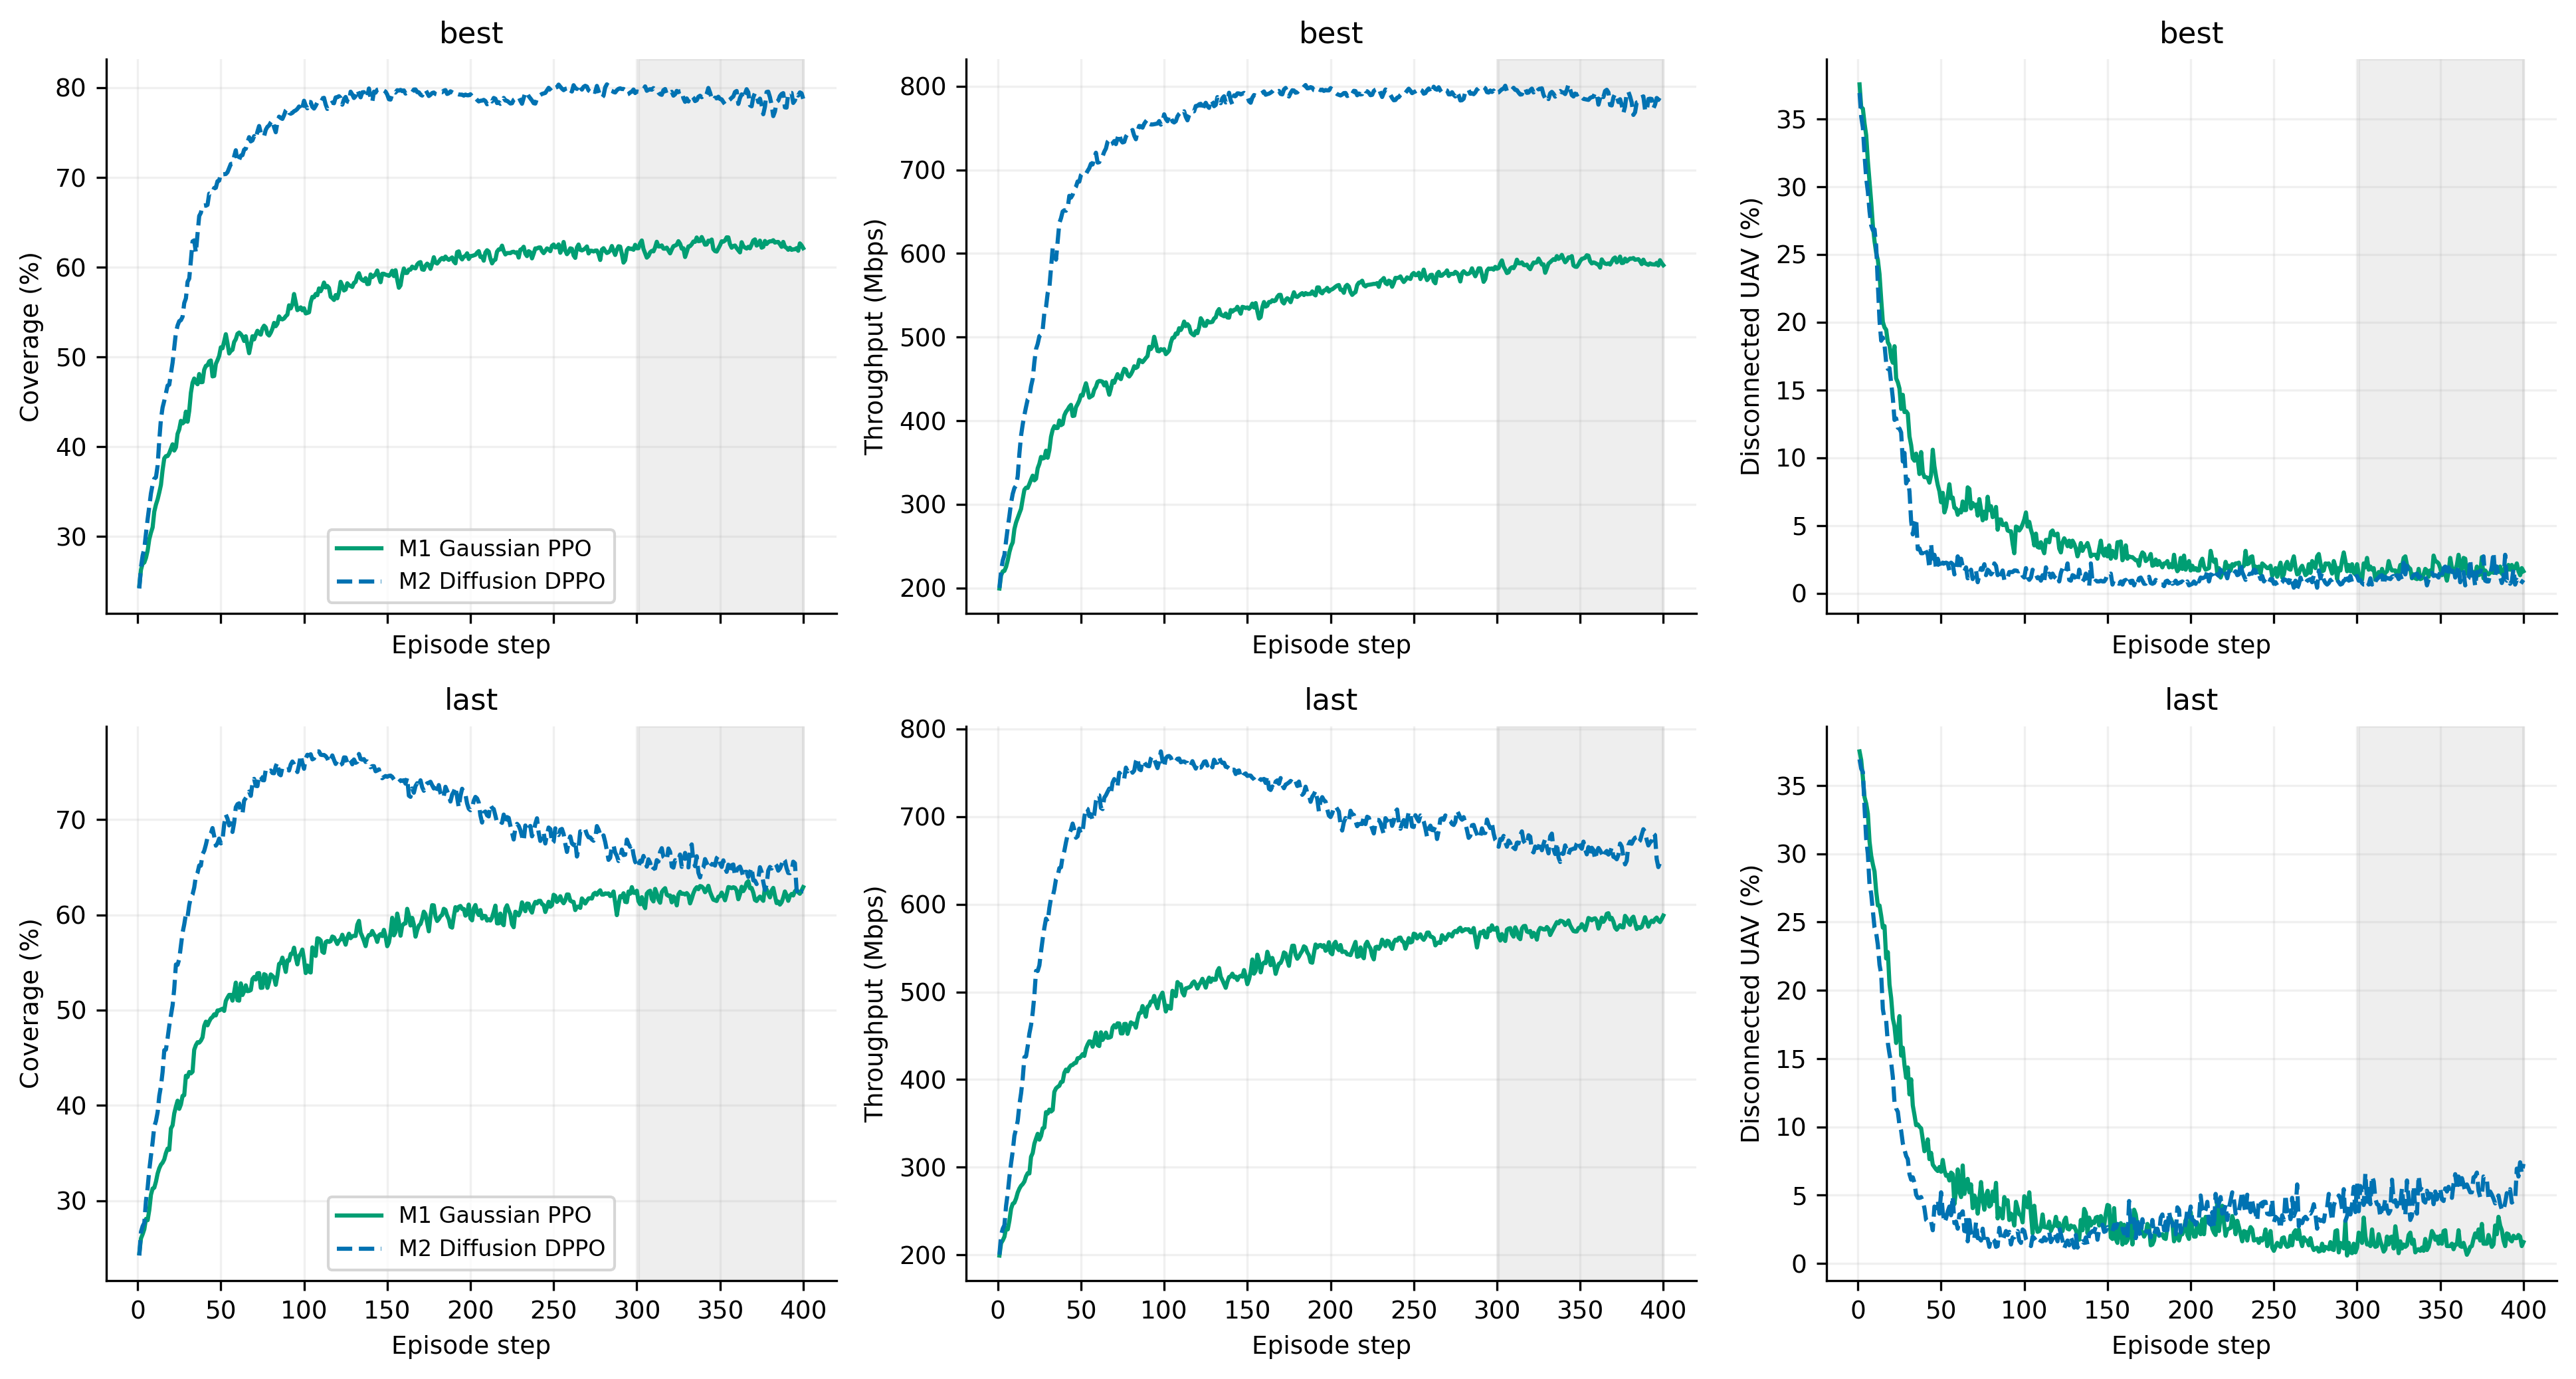 best
80
70
60
50
40
30
Coverage (%)
M1 Gaussian PPO
M2 Diffusion DPPO
Episode step
best
800
700
600
500
400
300
200
Throughput (Mbps)
Episode step
best
35
30
25
20
15
10
5
0
Disconnected UAV (%)
Episode step
last
70
60
50
40
30
Coverage (%)
M1 Gaussian PPO
M2 Diffusion DPPO
0 50 100 150 200 250 300 350 400
Episode step
last
800
700
600
500
400
300
200
Throughput (Mbps)
0 50 100 150 200 250 300 350 400
Episode step
last
35
30
25
20
15
10
5
0
Disconnected UAV (%)
0 50 100 150 200 250 300 350 400
Episode step